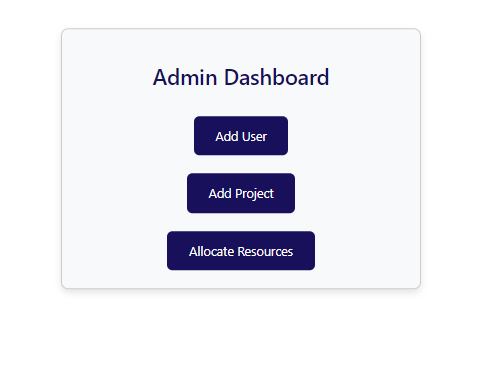 Admin Dashboard
Add User
Add Project
Allocate Resources